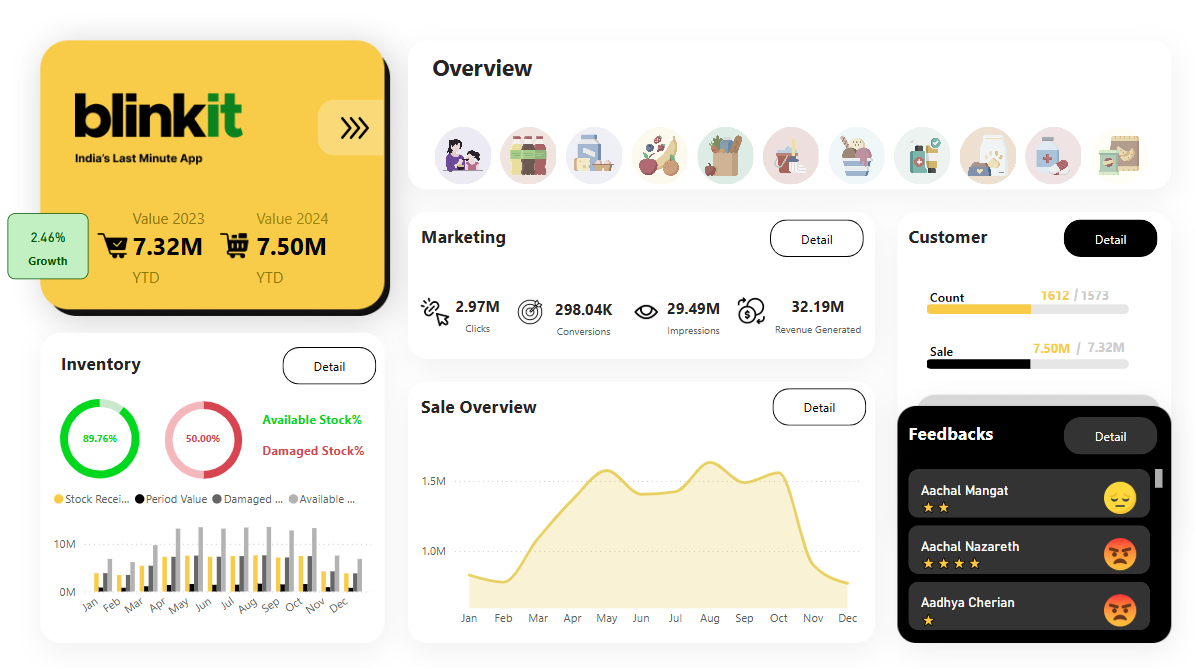 blinkit
India's Last Minute App
2.46%
Growth
Value 2023
7.32M
YTD
Value 2024
7.50M
YTD
Overview
Marketing
Detail
2.97M
Clicks
298.04K
Conversions
29.49M
Impressions
32.19M
Revenue Generated
Customer
Detail
Count
1612 / 1573
Sale
7.50M / 7.32M
Inventory
Detail
89.76%
50.00%
Available Stock%
Damaged Stock%
Stock Recei... Period Value Damaged ... Available ...
10M
0M
Jan Feb Mar Apr May Jun Jul Aug Sep Oct Nov Dec
Sale Overview
Detail
1.5M
1.0M
Jan Feb Mar Apr May Jun Jul Aug Sep Oct Nov Dec
Feedbacks
Detail
Aachal Mangat
Aachal Nazareth
Aadhya Cherian